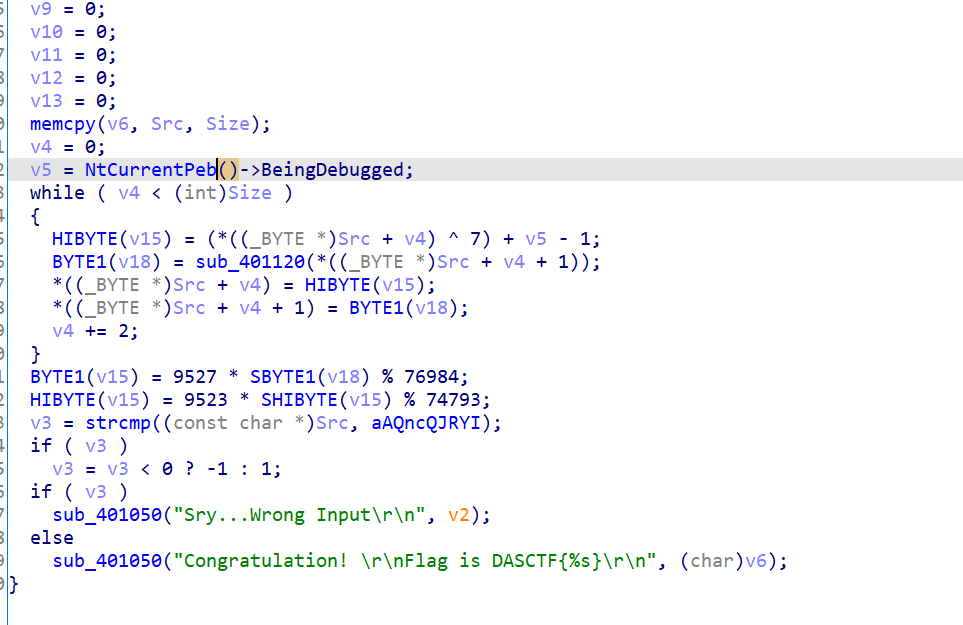 v9 = 0;
v10 = 0;
v11 = 0;
v12 = 0;
v13 = 0;
memcpy(v6, Src, Size);
v4 = 0;
v5 = NtCurrentPeb()->BeingDebugged;
while ( v4 < (int)Size )
{
HIBYTE(v15) = (*((_BYTE *)Src + v4) ^ 7) + v5 - 1;
BYTE1(v18) = sub_401120(*((_BYTE *)Src + v4 + 1));
*((_BYTE *)Src + v4) = HIBYTE(v15);
*((_BYTE *)Src + v4 + 1) = BYTE1(v18);
v4 += 2;
}
BYTE1(v15) = 9527 * SBYTE1(v18) % 76984;
HIBYTE(v15) = 9523 * SHIBYTE(v15) % 74793;
v3 = strcmp((const char *)Src, aAQncQJRYI);
if ( v3 )
v3 = v3 < 0 ? -1 : 1;
if ( v3 )
sub_401050("Sry...Wrong Input\r\n", v2);
else
sub_401050("Congratulation! \r\nFlag is DASCTF{%s}\r\n", (char)v6);
}